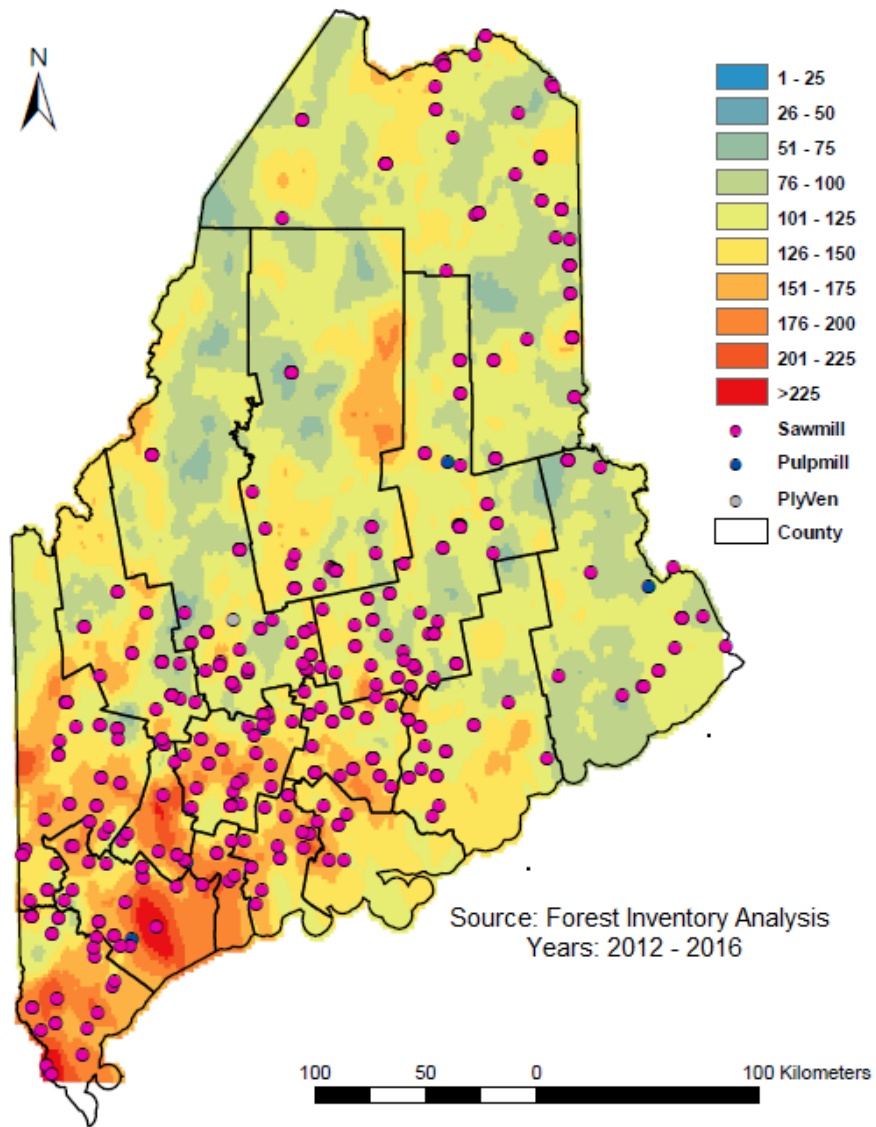 N
1 - 25
26 - 50
51 - 75
76 - 100
101 - 125
126 - 150
151 - 175
176 - 200
201 - 225
>225
Sawmill
Pulpmill
PlyVen
County
Source: Forest Inventory Analysis
Years: 2012 - 2016
100 50 0 100 Kilometers